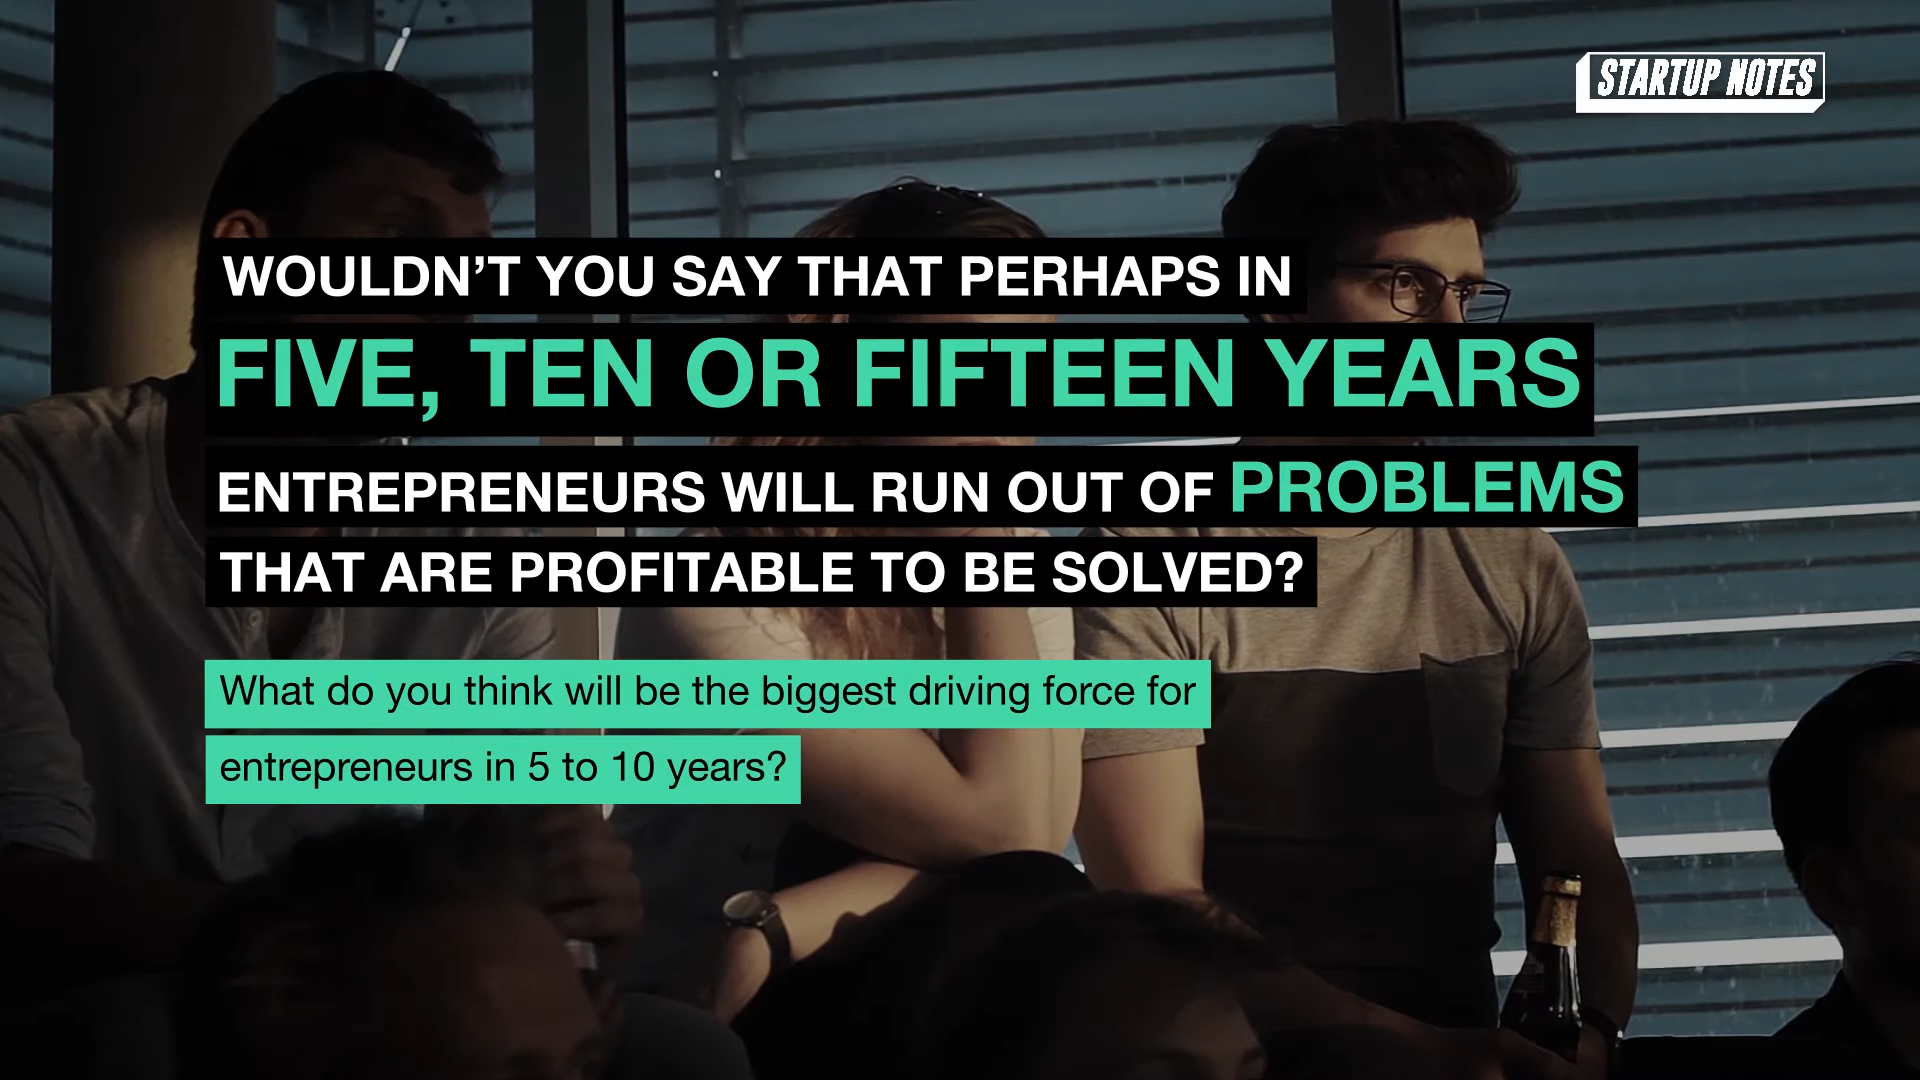 STARTUP NOTES
WOULDN’T YOU SAY THAT PERHAPS IN
FIVE, TEN OR FIFTEEN YEARS
ENTREPRENEURS WILL RUN OUT OF PROBLEMS
THAT ARE PROFITABLE TO BE SOLVED?
What do you think will be the biggest driving force for
entrepreneurs in 5 to 10 years?